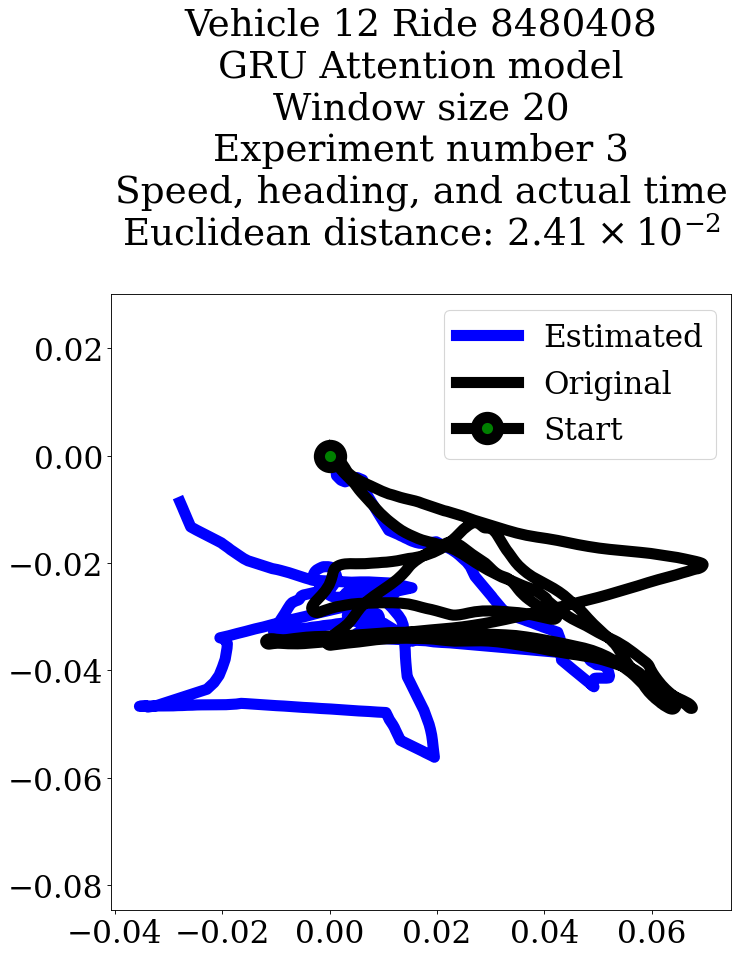 Vehicle 12 Ride 8480408
GRU Attention model
Window size 20
Experiment number 3
Speed, heading, and actual time
Euclidean distance: 2.41 × 10⁻²
Estimated
Original
Start
0.02
0.00
−0.02
−0.04
−0.06
−0.08
−0.04 −0.02 0.00 0.02 0.04 0.06